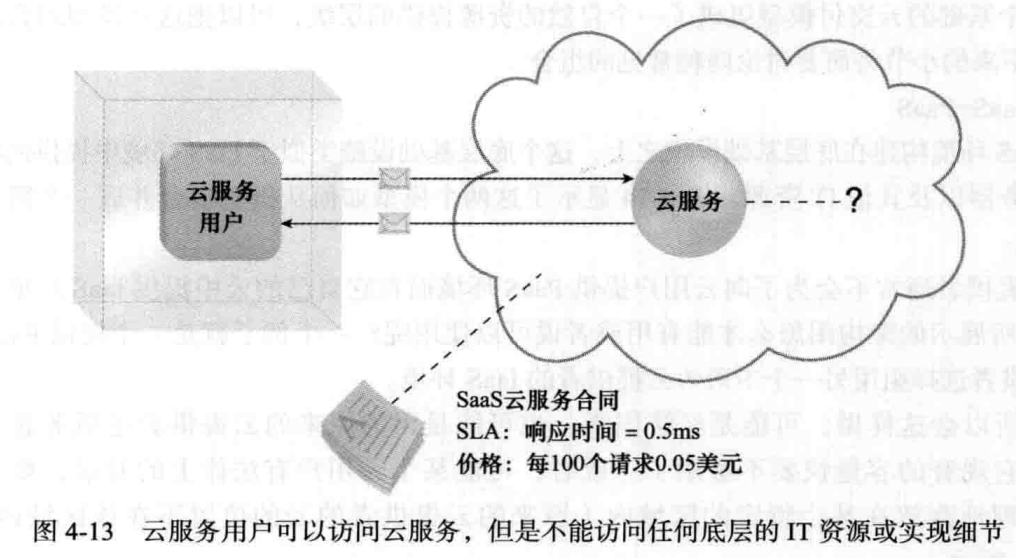 云服务
用户
云服务
?
SaaS云服务合同
SLA：响应时间=0.5ms
价格：每100个请求0.05美元
图 4-13 云服务用户可以访问云服务，但是不能访问任何底层的 IT 资源或实现细节